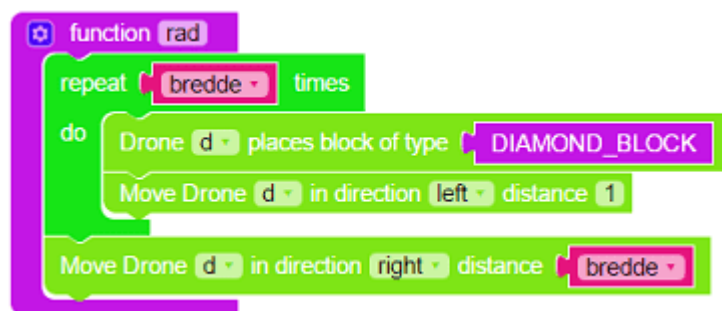 function rad
repeat bredde times
do Drone d places block of type DIAMOND_BLOCK
Move Drone d in direction left distance 1
Move Drone d in direction right distance bredde